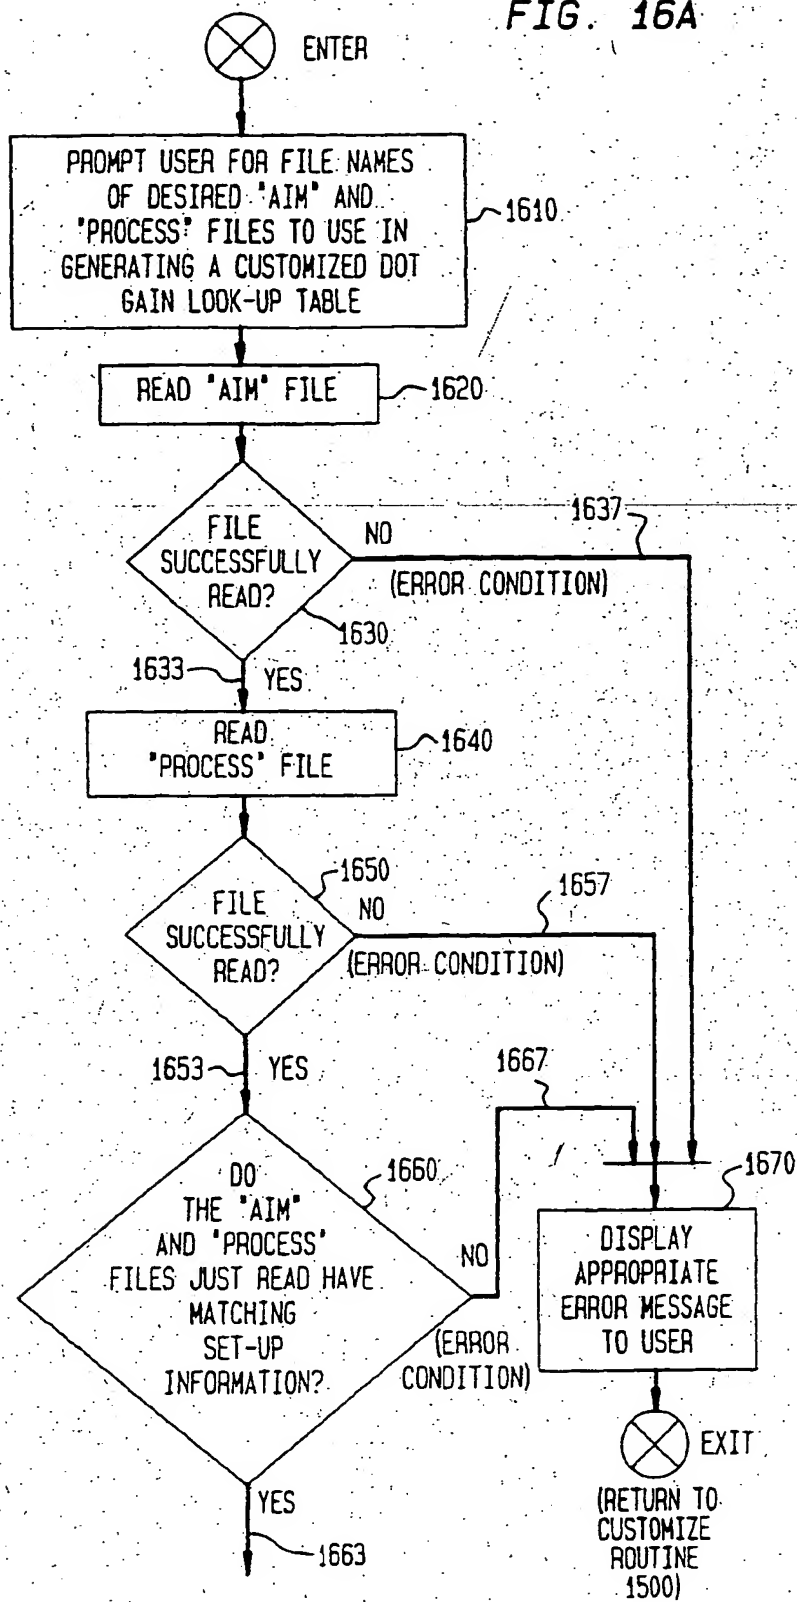 FIG. 16A
ENTER
PROMPT USER FOR FILE NAMES
OF DESIRED "AIM" AND
"PROCESS" FILES TO USE IN
GENERATING A CUSTOMIZED DOT
GAIN LOOK-UP TABLE
1610
READ "AIM" FILE
1620
FILE
SUCCESSFULLY
READ?
1630
NO
(ERROR CONDITION)
1637
1633
YES
READ
"PROCESS" FILE
1640
FILE
SUCCESSFULLY
READ?
1650
NO
(ERROR CONDITION)
1657
1653
YES
DO
THE "AIM"
AND "PROCESS"
FILES JUST READ HAVE
MATCHING
SET-UP
INFORMATION?
1660
NO
(ERROR
CONDITION)
1667
1670
DISPLAY
APPROPRIATE
ERROR MESSAGE
TO USER
EXIT
(RETURN TO
CUSTOMIZE
ROUTINE
1500)
YES
1663